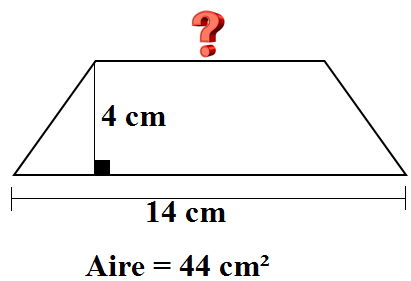 ?
4 cm
14 cm
Aire = 44 cm²